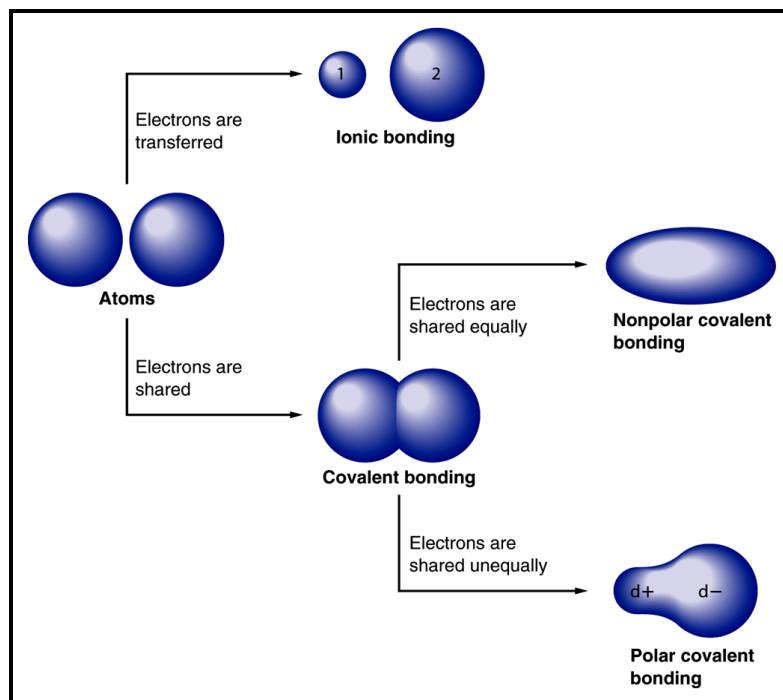 1
2
Electrons are
transferred
Ionic bonding
Atoms
Electrons are
shared equally
Nonpolar covalent
bonding
Electrons are
shared
Covalent bonding
Electrons are
shared unequally
d+
d−
Polar covalent
bonding